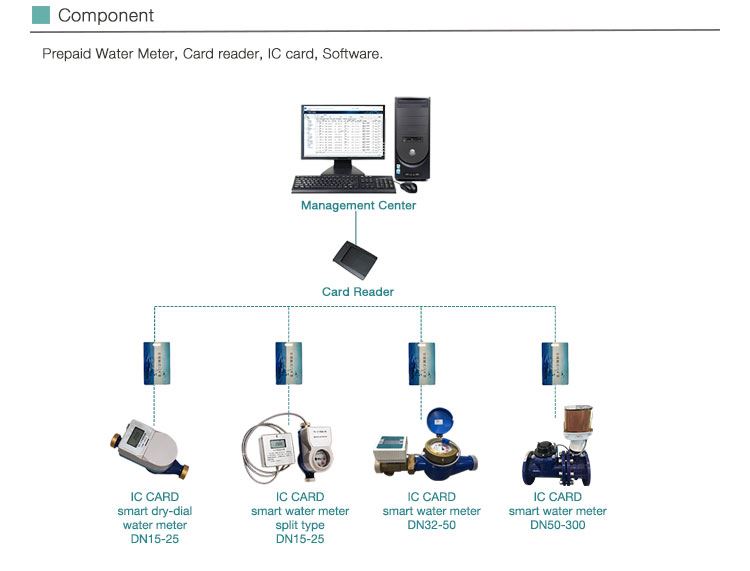 Component
Prepaid Water Meter, Card reader, IC card, Software.
Management Center
Card Reader
IC CARD
smart dry-dial
water meter
DN15-25
IC CARD
smart water meter
split type
DN15-25
IC CARD
smart water meter
DN32-50
IC CARD
smart water meter
DN50-300